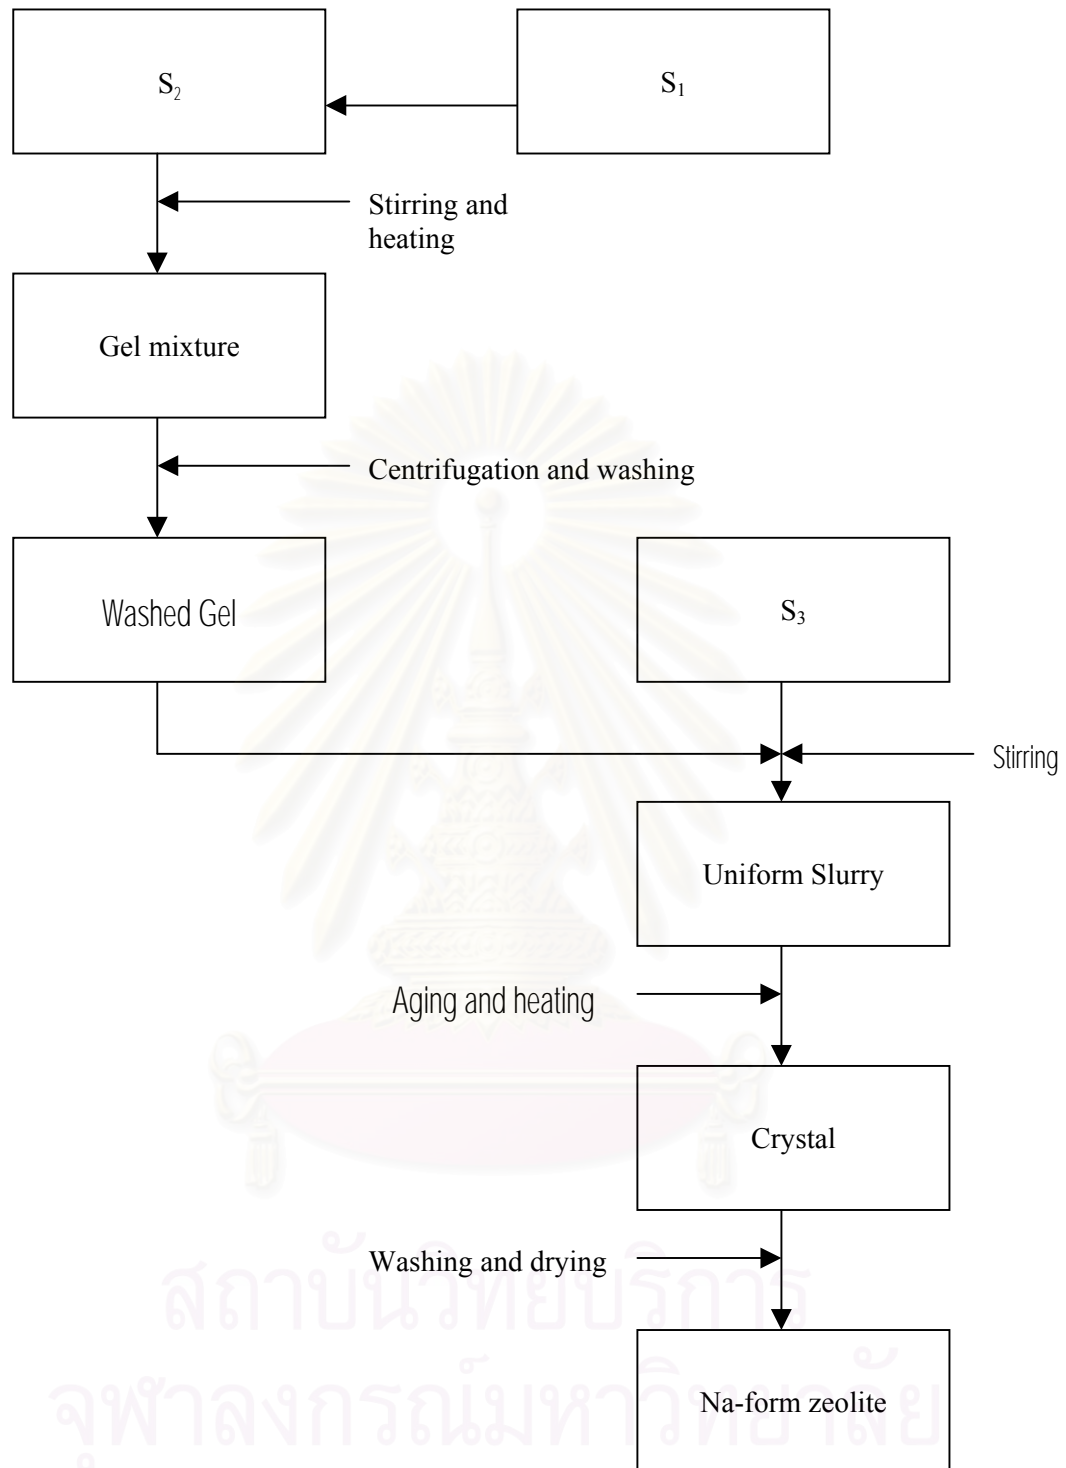 S₂
S₁
Stirring and
heating
Gel mixture
Centrifugation and washing
Washed Gel
S₃
Stirring
Uniform Slurry
Aging and heating
Crystal
Washing and drying
สถาบันวิทยบริการ
Na-form zeolite
จุฬาลงกรณ์มหาวิทยาลัย